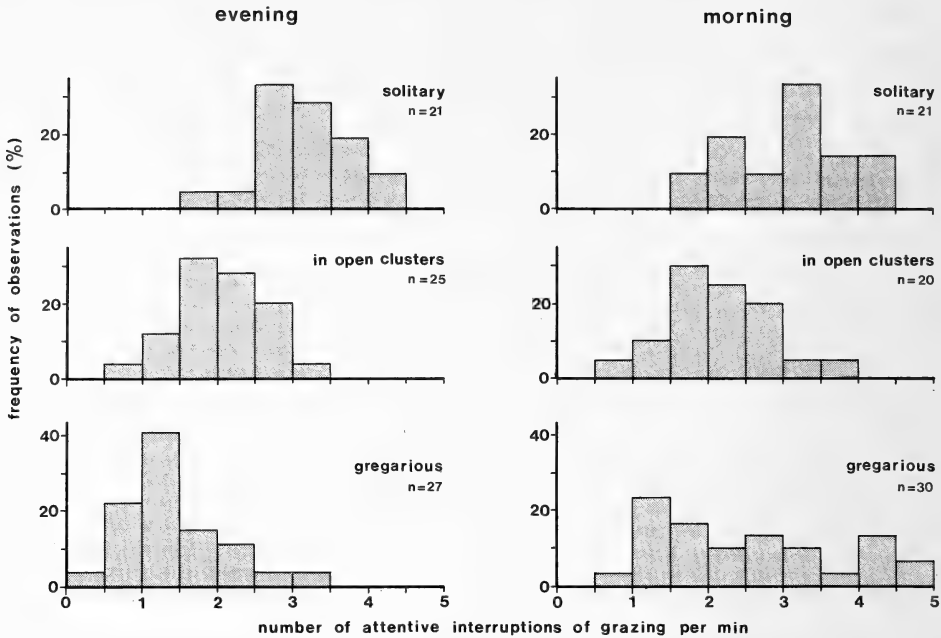 evening
morning
frequency of observations (%)
solitary
n=21
20
0
solitary
n=21
20
0
in open clusters
n=25
20
0
in open clusters
n=20
20
0
gregarious
n=27
40
20
0
0 1 2 3 4 5
gregarious
n=30
40
20
0
0 1 2 3 4 5
number of attentive interruptions of grazing per min